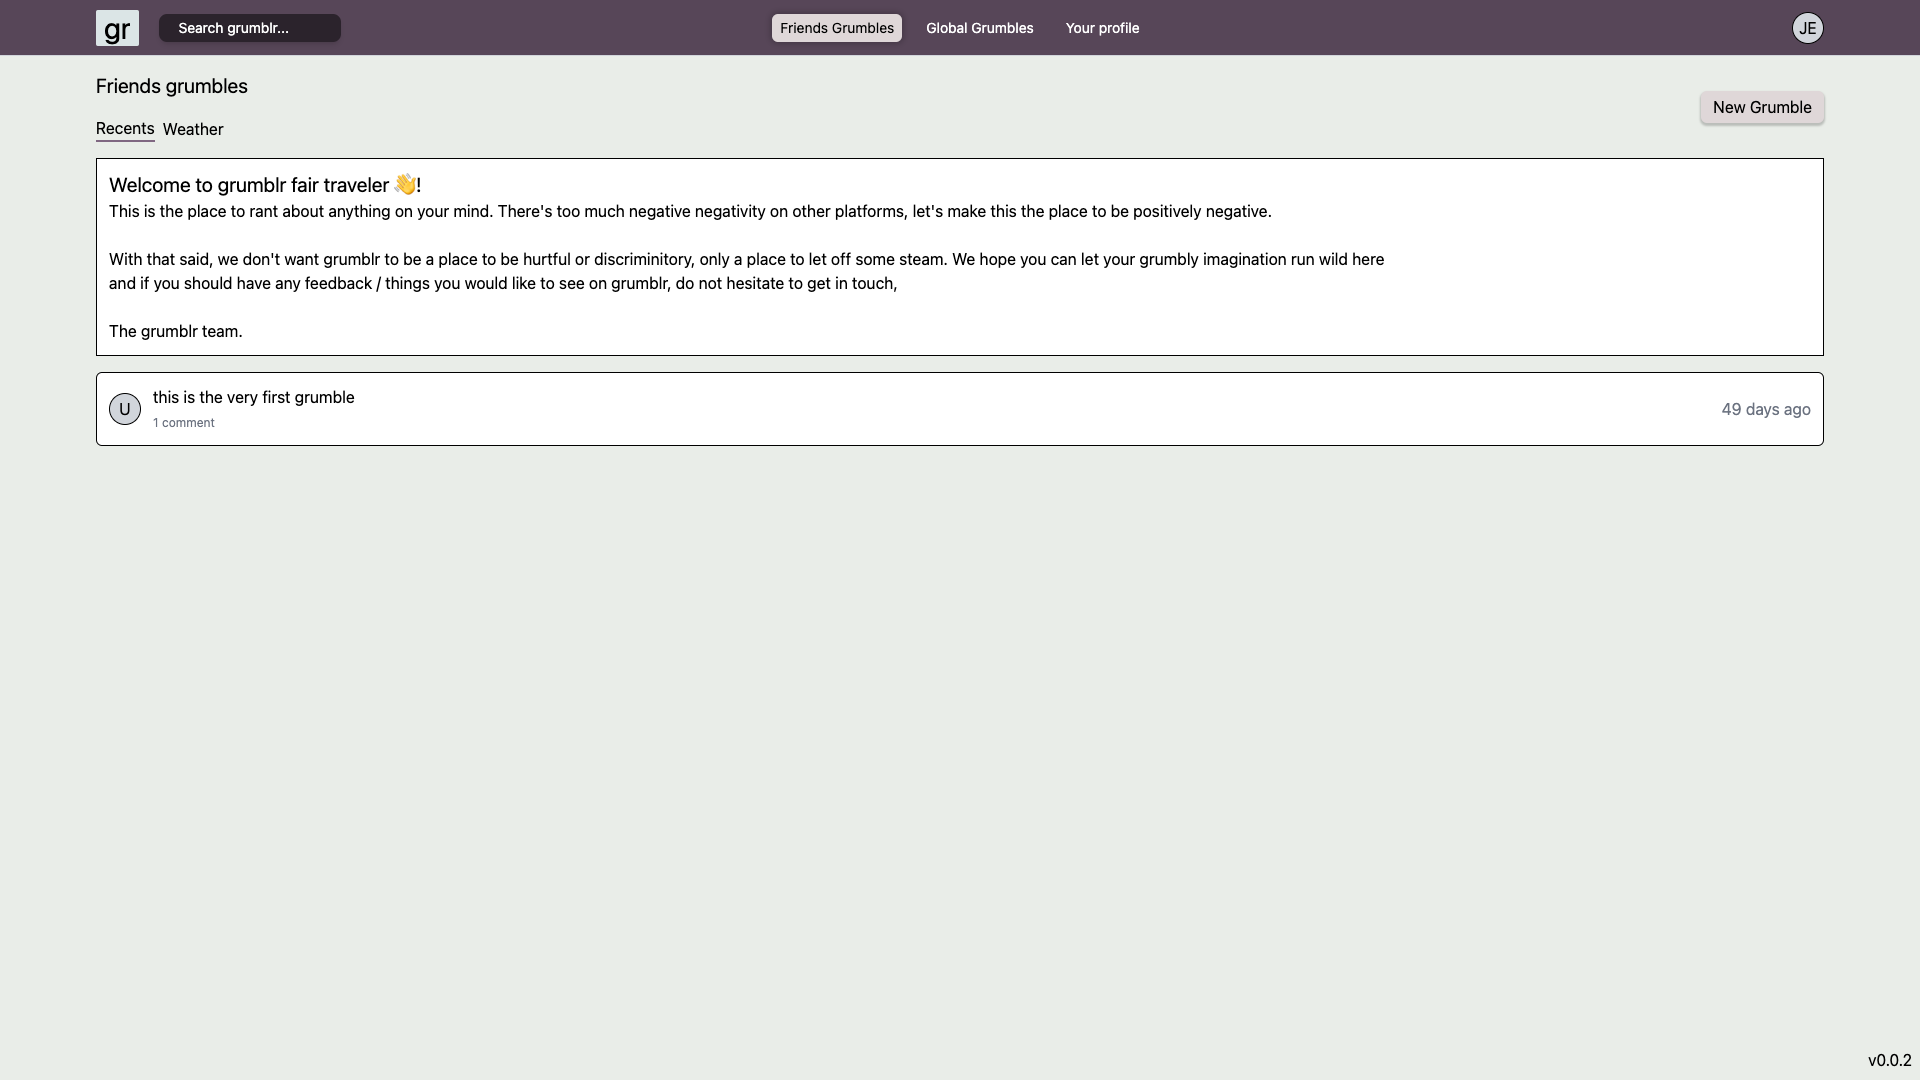 gr
Search grumblr...
Friends Grumbles
Global Grumbles
Your profile
JE
Friends grumbles
New Grumble
Recents
Weather
Welcome to grumblr fair traveler 👋!
This is the place to rant about anything on your mind. There's too much negative negativity on other platforms, let's make this the place to be positively negative.
With that said, we don't want grumblr to be a place to be hurtful or discriminitory, only a place to let off some steam. We hope you can let your grumbly imagination run wild here
and if you should have any feedback / things you would like to see on grumblr, do not hesitate to get in touch,
The grumblr team.
U
this is the very first grumble
1 comment
49 days ago
v0.0.2